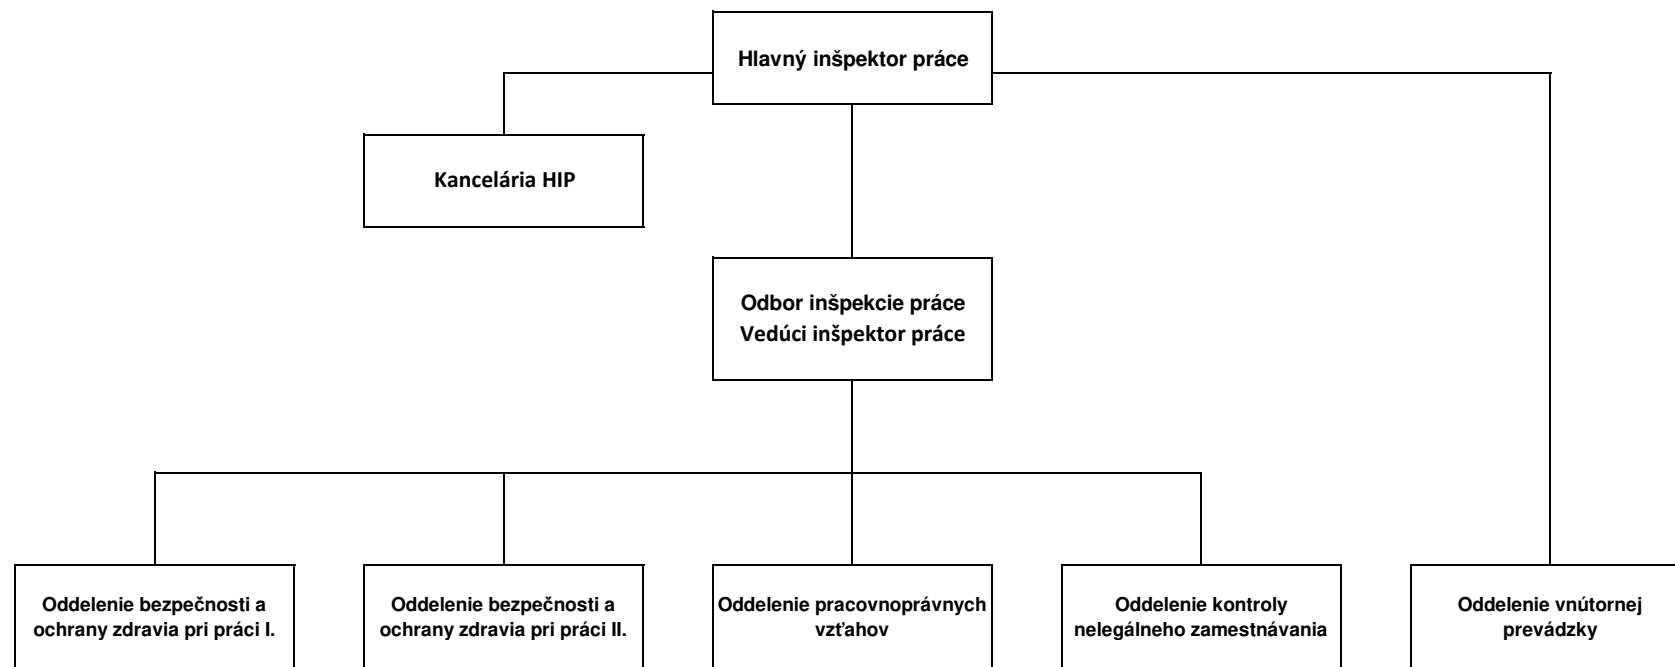 Hlavný inšpektor práce
Kancelária HIP
Odbor inšpekcie práce
Vedúci inšpektor práce
Oddelenie bezpečnosti a
ochrany zdravia pri práci I.
Oddelenie bezpečnosti a
ochrany zdravia pri práci II.
Oddelenie pracovnoprávnych
vzťahov
Oddelenie kontroly
nelegálneho zamestnávania
Oddelenie vnútornej
prevádzky